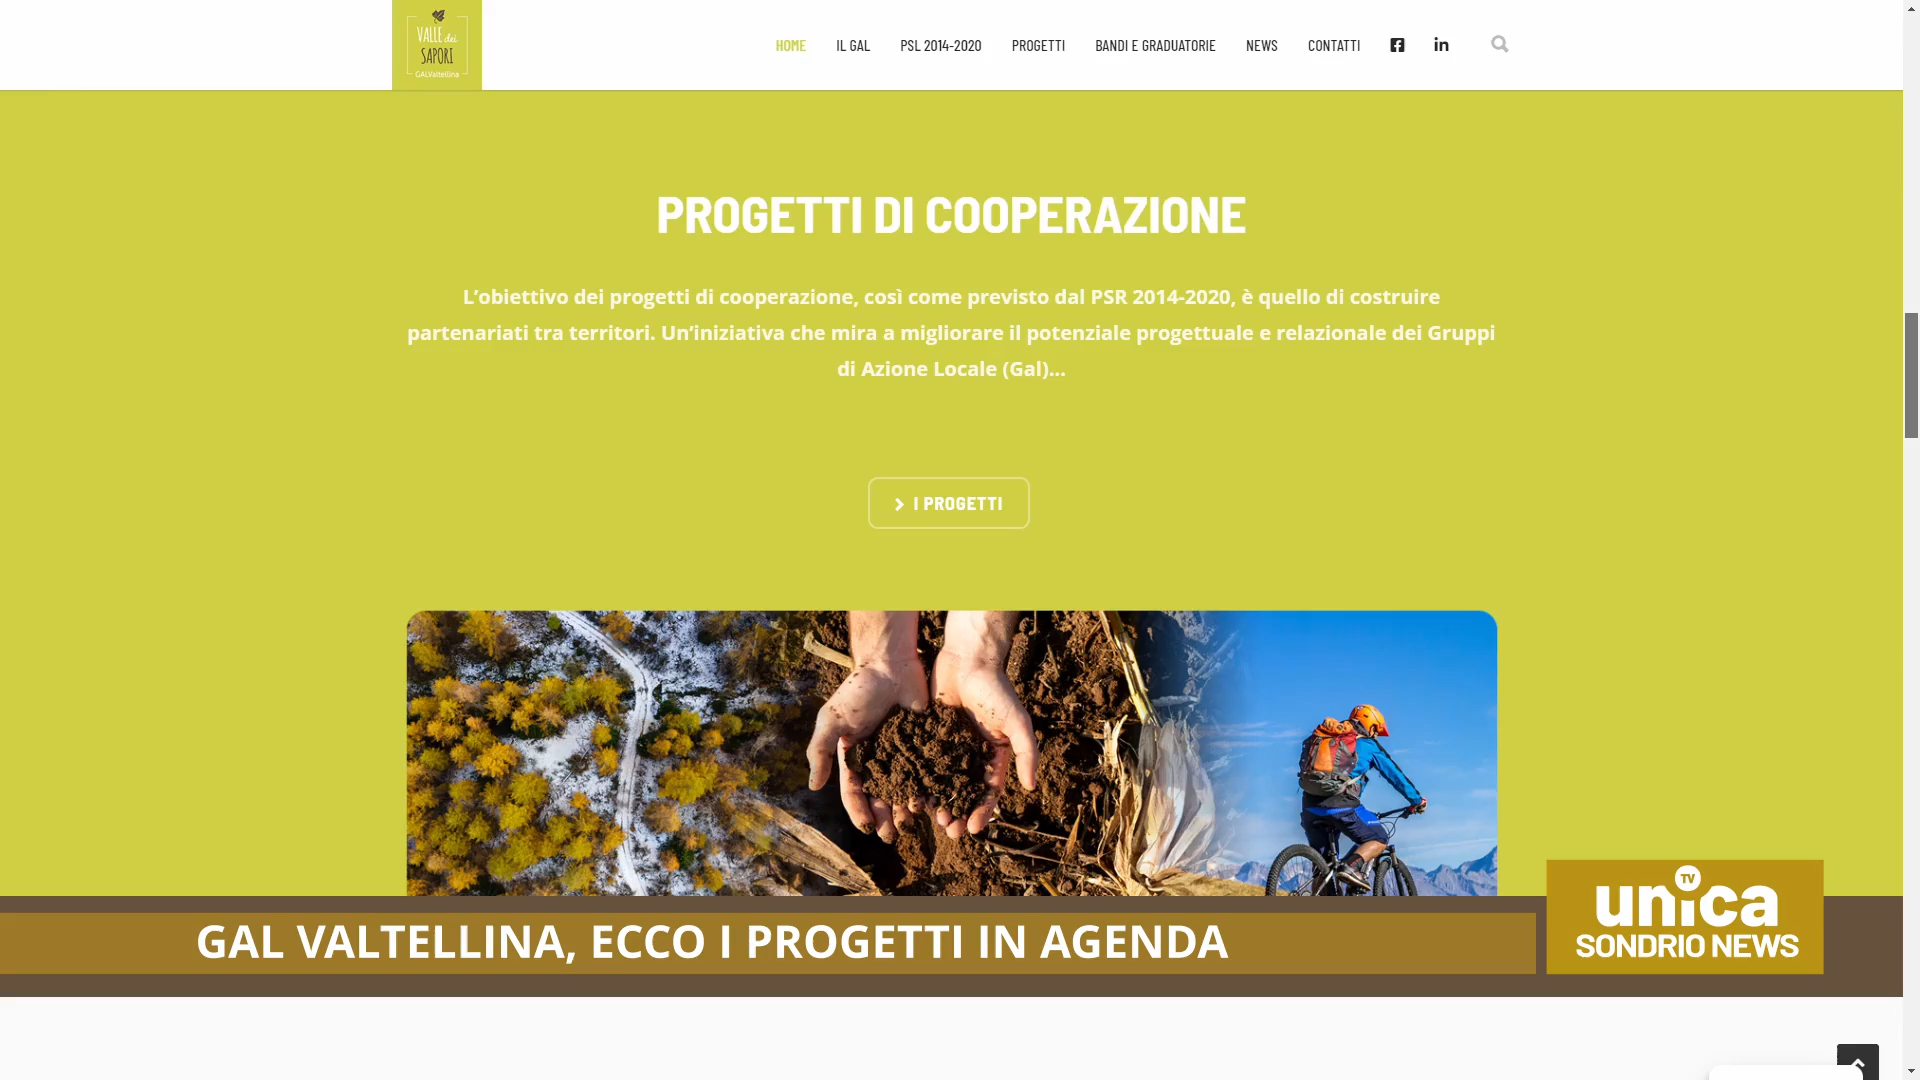 VALLE dei
SAPORI
GALValtellina
HOME IL GAL PSL 2014-2020 PROGETTI BANDI E GRADUATORIE NEWS CONTATTI
PROGETTI DI COOPERAZIONE
L’obiettivo dei progetti di cooperazione, così come previsto dal PSR 2014-2020, è quello di costruire
partenariati tra territori. Un’iniziativa che mira a migliorare il potenziale progettuale e relazionale dei Gruppi
di Azione Locale (Gal)...
I PROGETTI
GAL VALTELLINA, ECCO I PROGETTI IN AGENDA
TV
unica
SONDRIO NEWS